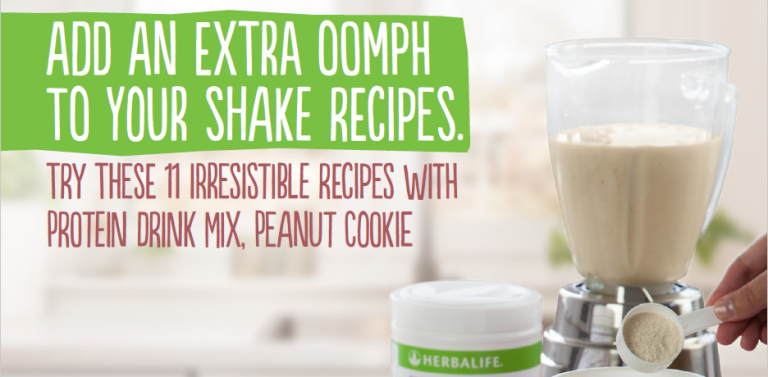 ADD AN EXTRA OOMPH
TO YOUR SHAKE RECIPES.
TRY THESE 11 IRRESISTIBLE RECIPES WITH
PROTEIN DRINK MIX, PEANUT COOKIE
HERBALIFE.